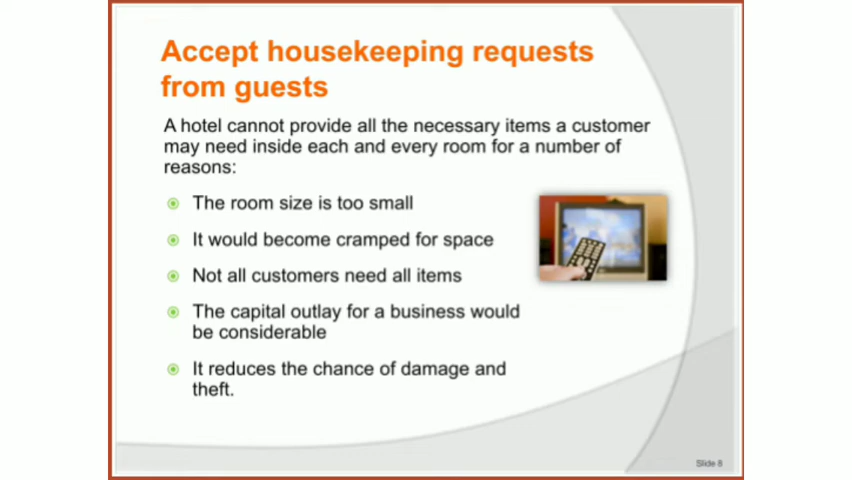 Accept housekeeping requests
from guests
A hotel cannot provide all the necessary items a customer
may need inside each and every room for a number of
reasons:
The room size is too small
It would become cramped for space
Not all customers need all items
The capital outlay for a business would
be considerable
It reduces the chance of damage and
theft.
Slide 8